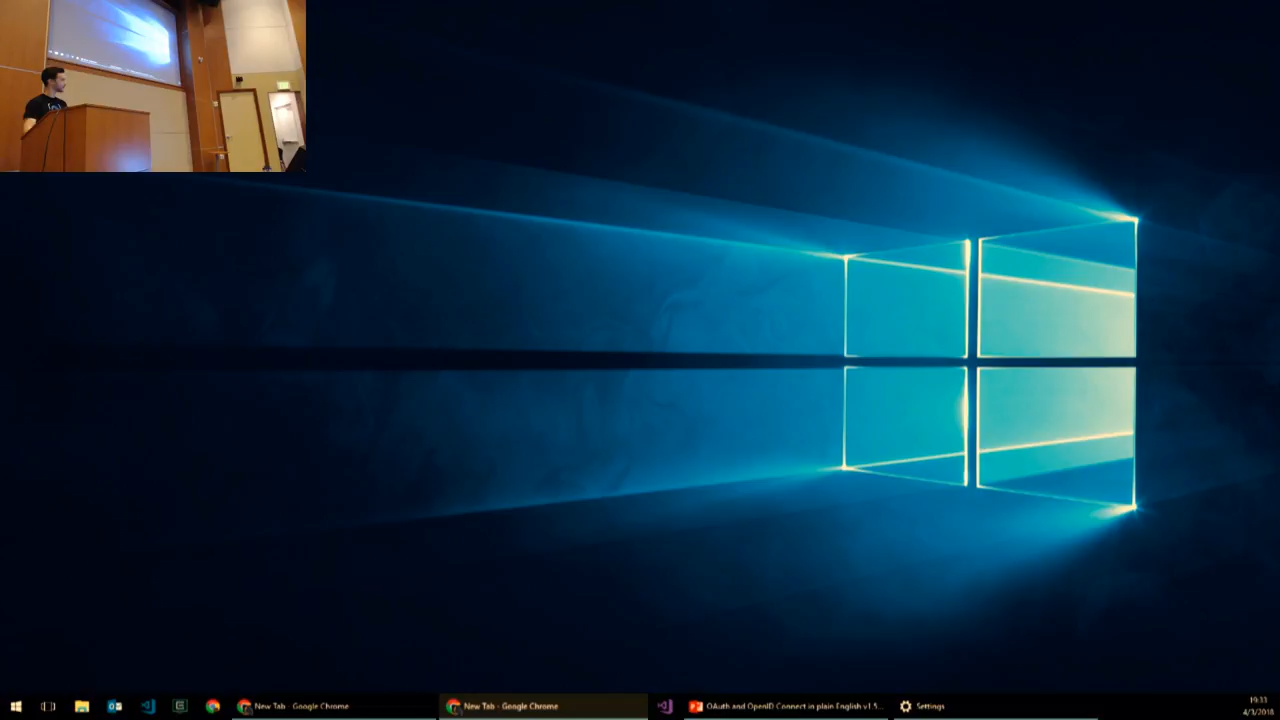 New Tab - Google Chrome
New Tab - Google Chrome
OAuth and OpenID Connect in plain English v1.5...
Settings
19:33
4/3/2018